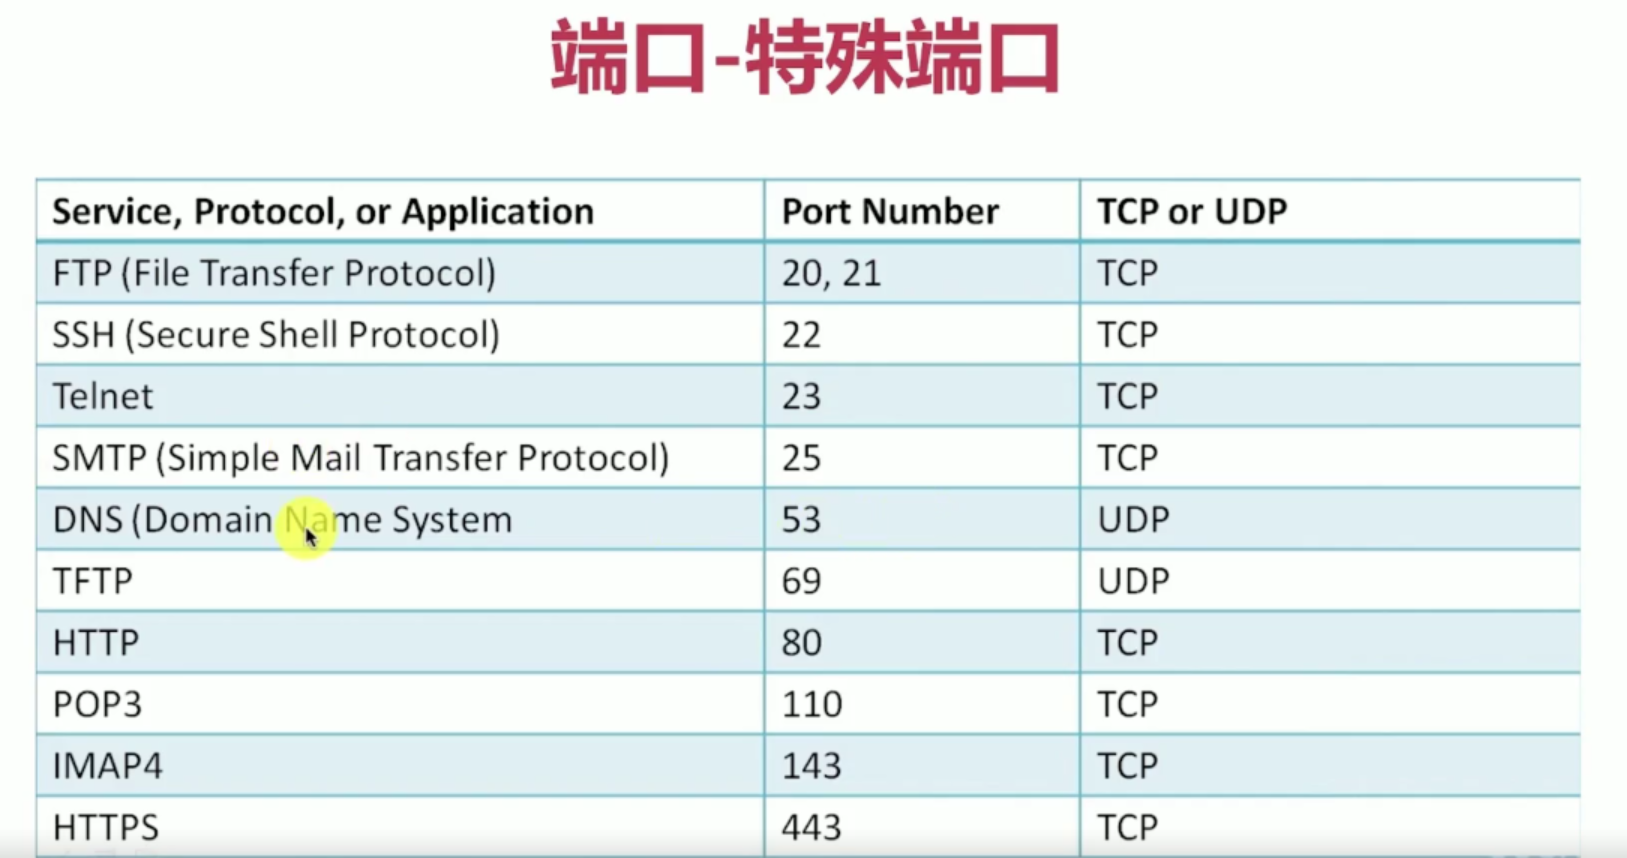 端口-特殊端口
Service, Protocol, or Application Port Number TCP or UDP
FTP (File Transfer Protocol) 20, 21 TCP
SSH (Secure Shell Protocol) 22 TCP
Telnet 23 TCP
SMTP (Simple Mail Transfer Protocol) 25 TCP
DNS (Domain Name System 53 UDP
TFTP 69 UDP
HTTP 80 TCP
POP3 110 TCP
IMAP4 143 TCP
HTTPS 443 TCP